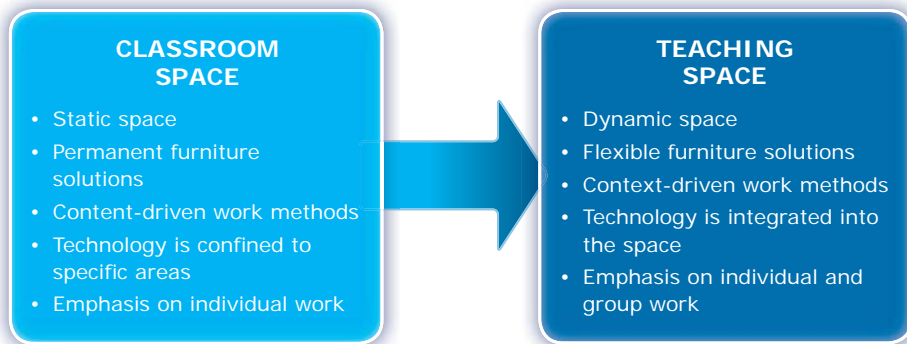 CLASSROOM
SPACE
• Static space
• Permanent furniture
solutions
• Content-driven work methods
• Technology is confined to
specific areas
• Emphasis on individual work
TEACHING
SPACE
• Dynamic space
• Flexible furniture solutions
• Context-driven work methods
• Technology is integrated into
the space
• Emphasis on individual and
group work